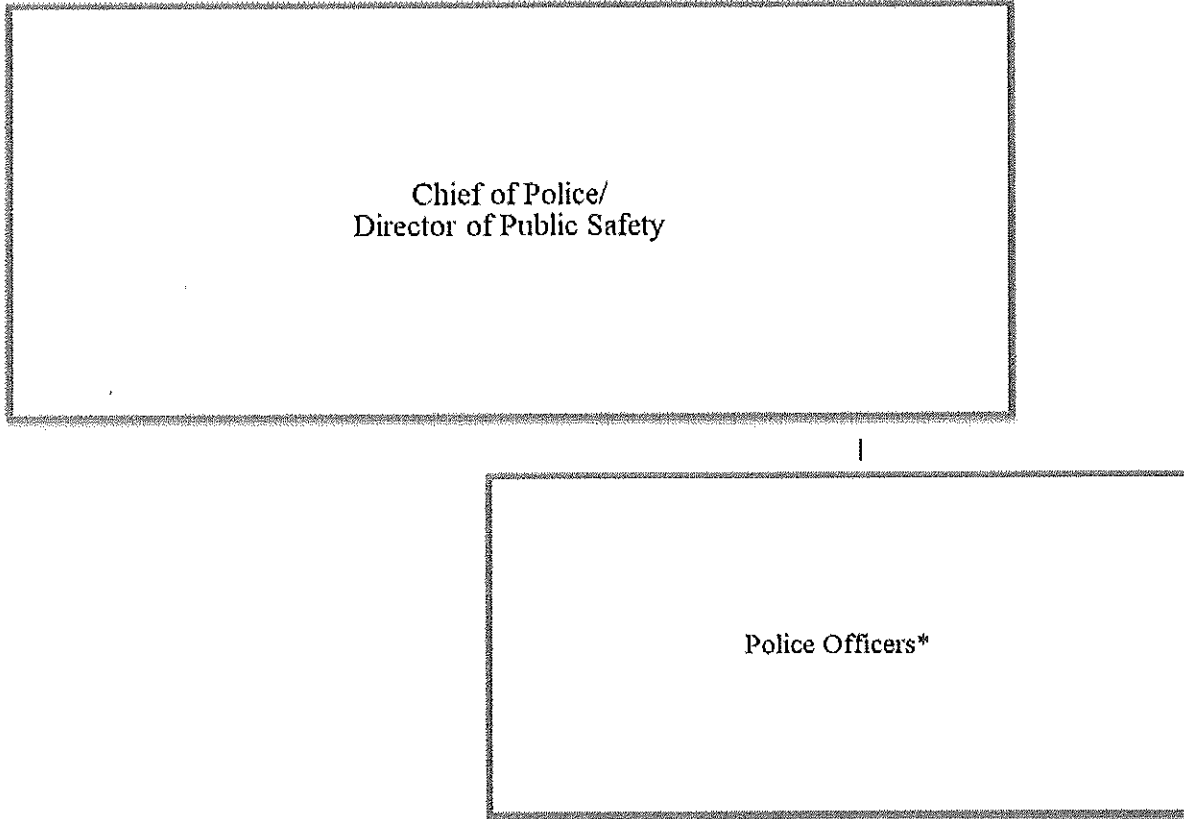 Chief of Police/
Director of Public Safety
Police Officers*